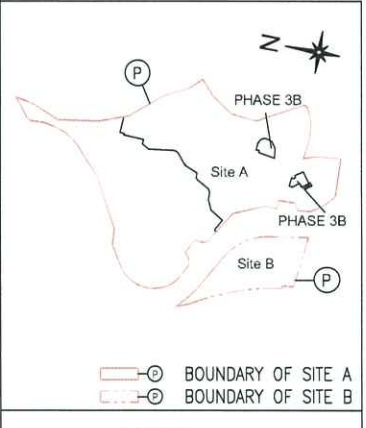 N
P
PHASE 3B
Site A
PHASE 3B
Site B
P
P BOUNDARY OF SITE A
P BOUNDARY OF SITE B